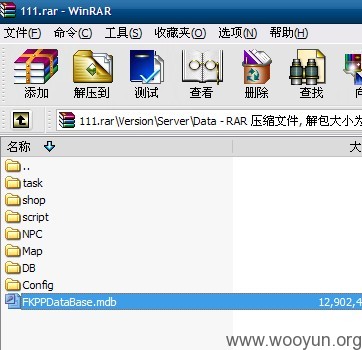 111.rar - WinRAR
文件(F) 命令(C) 工具(S) 收藏夹(O) 选项(N) 帮助(H)
添加 解压到 测试 查看 删除 查找 向
111.rar\Version\Server\Data - RAR 压缩文件, 解包大小为
名称 大
..
task
shop
script
NPC
Map
DB
Config
FKPPDataBase.mdb 12,902,4
www.wooyun.org